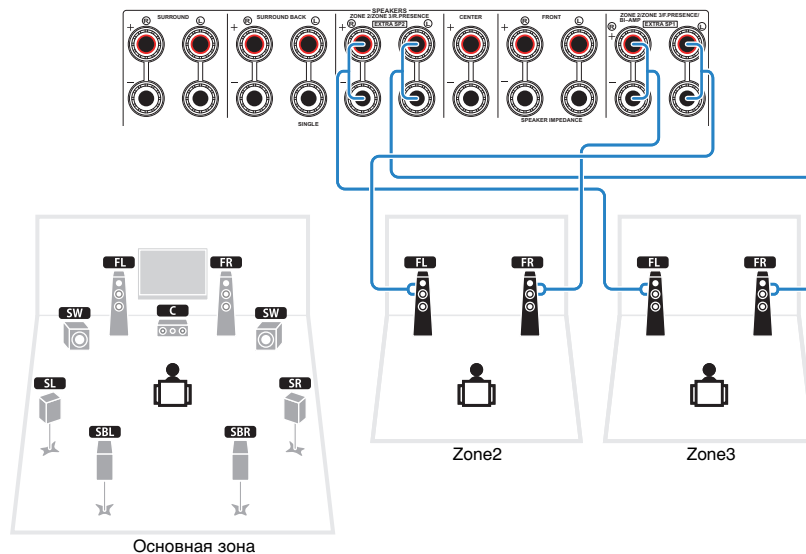 SPEAKERS
SURROUND
SURROUND BACK
ZONE 2/ZONE 3/R.PRESENCE
EXTRA SP2
CENTER
FRONT
ZONE 2/ZONE 3/F.PRESENCE/
BI-AMP
EXTRA SP1
R L R L R L R L R L
+ + + + + +
- - - - - -
SINGLE
SPEAKER IMPEDANCE
FL FR
SW C SW
SL SR
SBL SBR
Основная зона
FL FR
Zone2
FL FR
Zone3